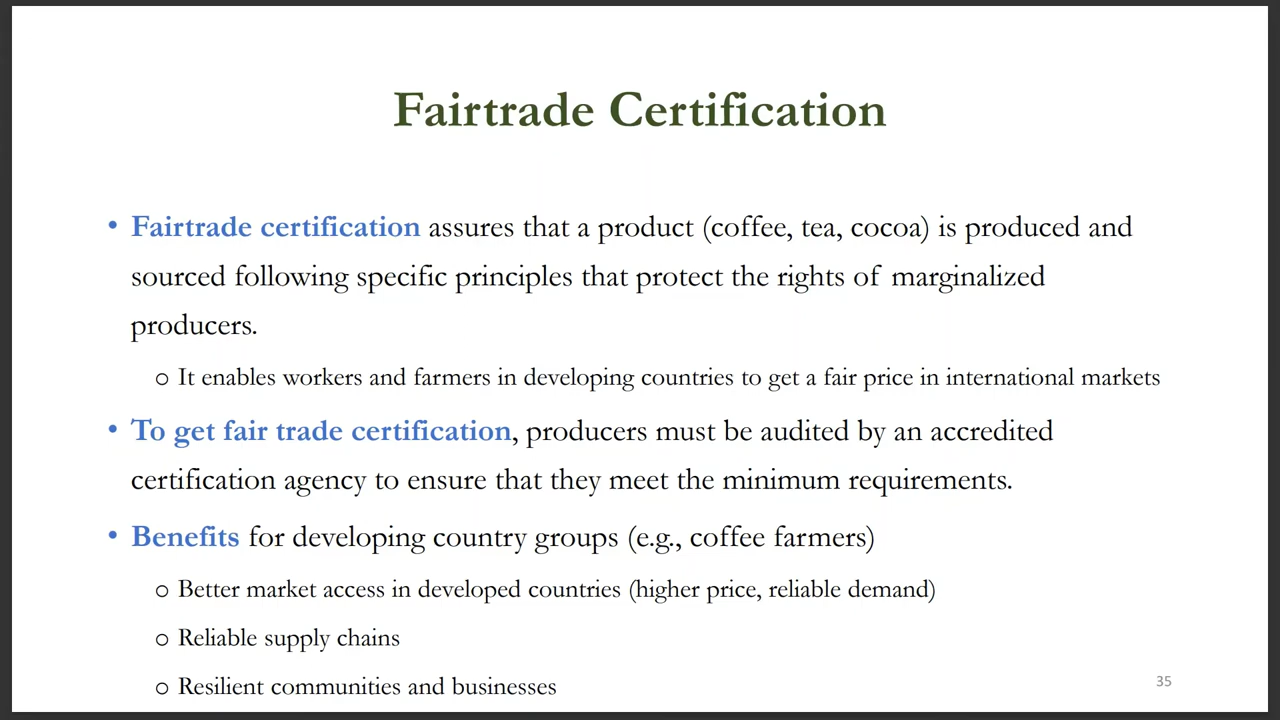 Fairtrade Certification
• Fairtrade certification assures that a product (coffee, tea, cocoa) is produced and
sourced following specific principles that protect the rights of marginalized
producers.
o It enables workers and farmers in developing countries to get a fair price in international markets
• To get fair trade certification, producers must be audited by an accredited
certification agency to ensure that they meet the minimum requirements.
• Benefits for developing country groups (e.g., coffee farmers)
o Better market access in developed countries (higher price, reliable demand)
o Reliable supply chains
o Resilient communities and businesses
35